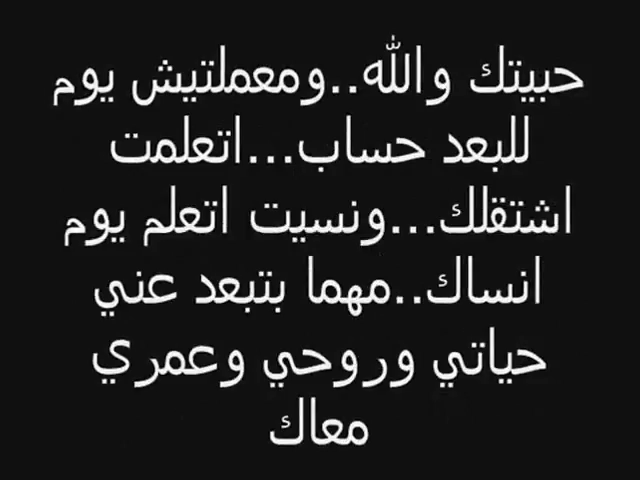 حبيتك والله..ومعملتيش يوم
للبعد حساب...اتعلمت
اشتقلك...ونسيت اتعلم يوم
انساك..مهما بتبعد عني
حياتي وروحي وعمري
معاك